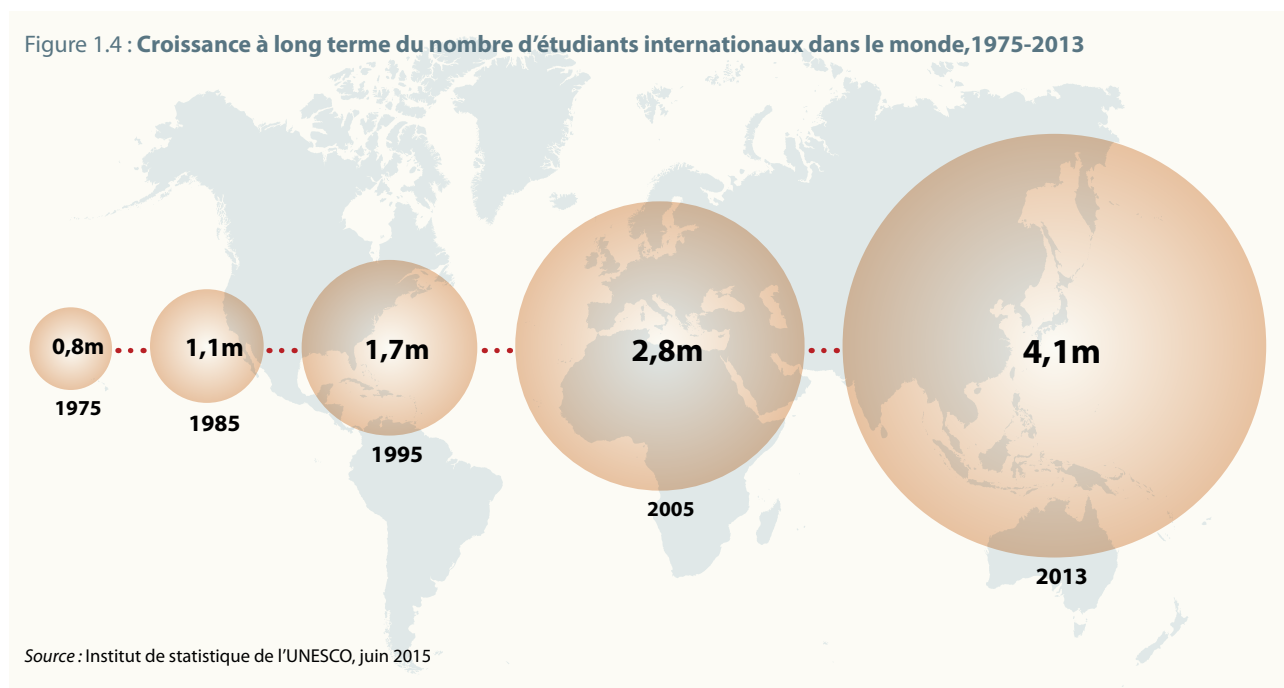 Figure 1.4 : Croissance à long terme du nombre d’étudiants internationaux dans le monde,1975-2013
0,8m
1975
1,1m
1985
1,7m
1995
2,8m
2005
4,1m
2013
Source : Institut de statistique de l’UNESCO, juin 2015